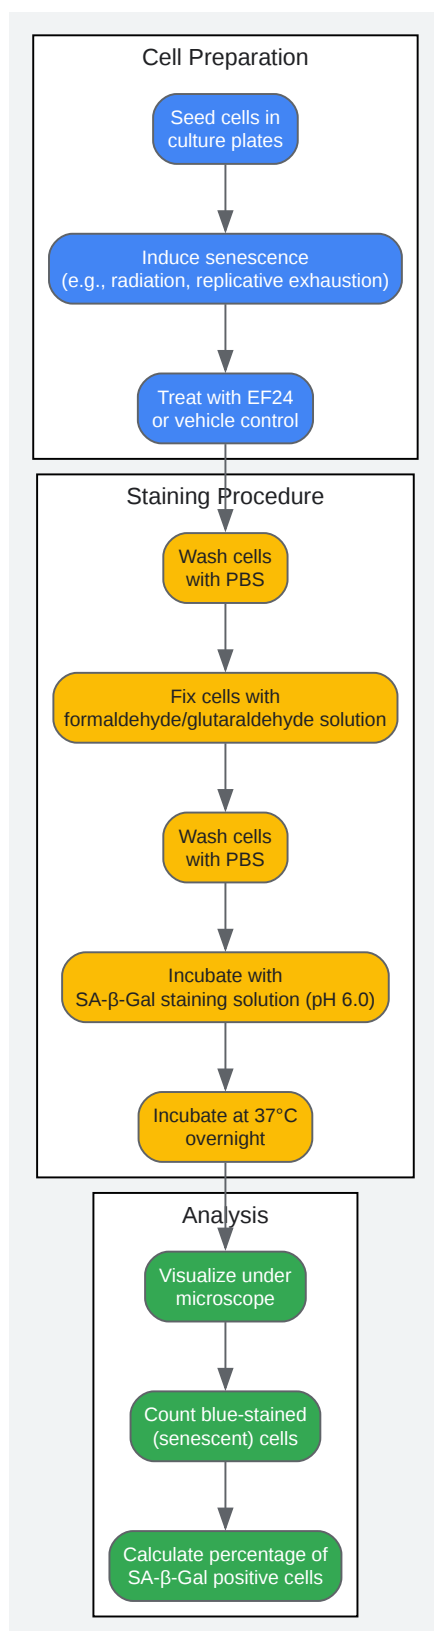 Cell Preparation
Seed cells in
culture plates
Induce senescence
(e.g., radiation, replicative exhaustion)
Treat with EF24
or vehicle control
Staining Procedure
Wash cells
with PBS
Fix cells with
formaldehyde/glutaraldehyde solution
Wash cells
with PBS
Incubate with
SA-β-Gal staining solution (pH 6.0)
Incubate at 37°C
overnight
Analysis
Visualize under
microscope
Count blue-stained
(senescent) cells
Calculate percentage of
SA-β-Gal positive cells